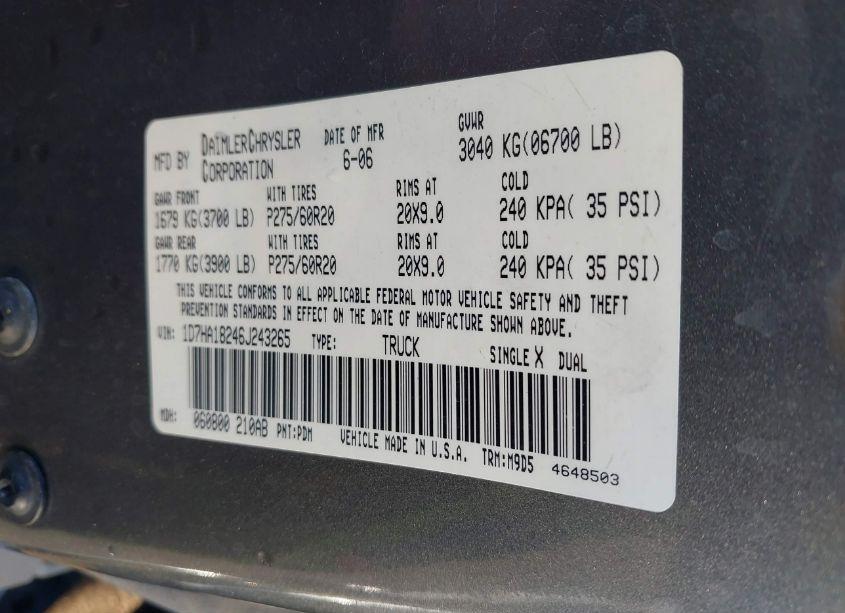 MFD BY DAIMLERCHRYSLER CORPORATION DATE OF MFR 6-06 GVWR 3040 KG(06700 LB)
GAWR FRONT WITH TIRES RIMS AT COLD
1679 KG(3700 LB) P275/60R20 20X9.0 240 KPA( 35 PSI)
GAWR REAR WITH TIRES RIMS AT COLD
1770 KG(3900 LB) P275/60R20 20X9.0 240 KPA( 35 PSI)
THIS VEHICLE CONFORMS TO ALL APPLICABLE FEDERAL MOTOR VEHICLE SAFETY AND THEFT
PREVENTION STANDARDS IN EFFECT ON THE DATE OF MANUFACTURE SHOWN ABOVE.
VIN: 1D7HA18246J243265 TYPE: TRUCK SINGLE X DUAL
MDH: 060800 210AB PNT:PDM VEHICLE MADE IN U.S.A. TRM:M9D5 4648503